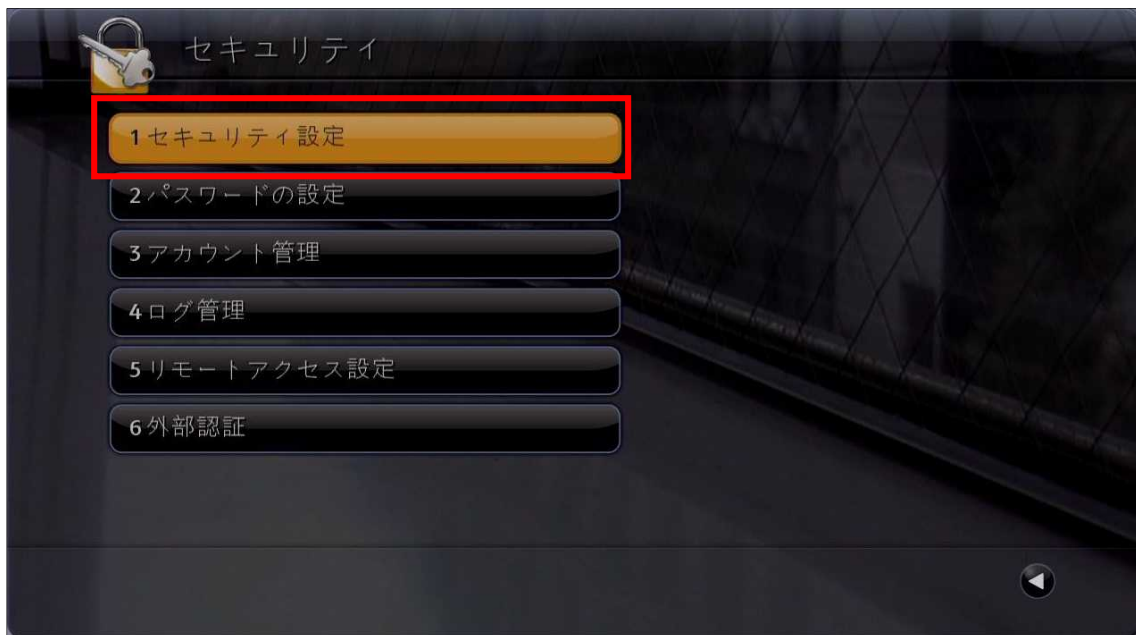 セキュリティ
1 セキュリティ設定
2 パスワードの設定
3 アカウント管理
4 ログ管理
5 リモートアクセス設定
6 外部認証